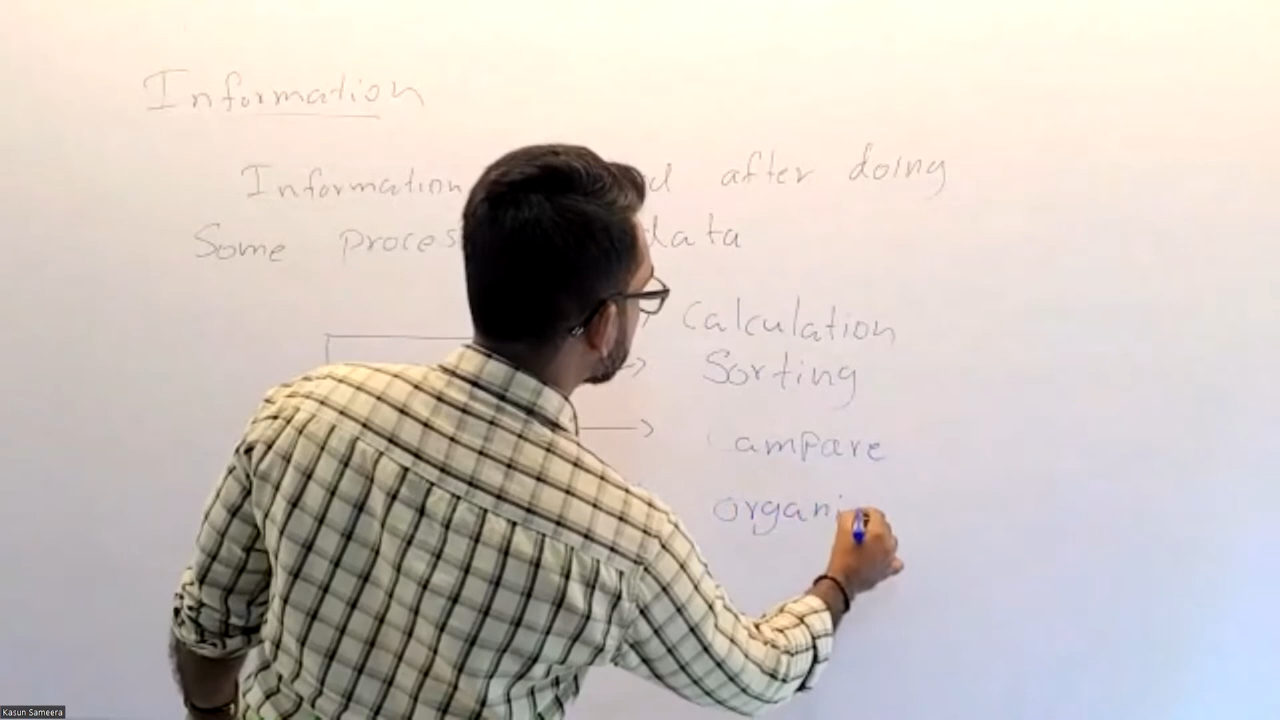 Information
Information after doing
Some data
Calculation
Sorting
ampare
organi
Kasun Sameera